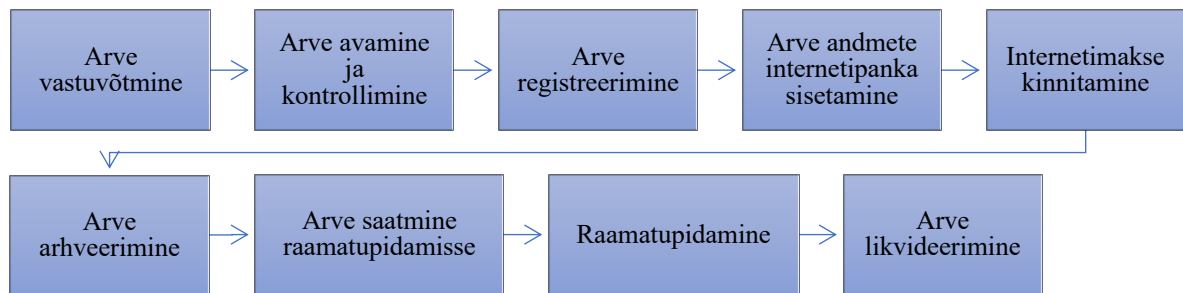 Arve
vastuvõtmine
Arve avamine
ja
kontrollimine
Arve
registreerimine
Arve andmete
internetipanka
sisetamine
Internetimakse
kinnitamine
Arve
arhveerimine
Arve saatmine
raamatupidamisse
Raamatupidamine
Arve
likvideerimine